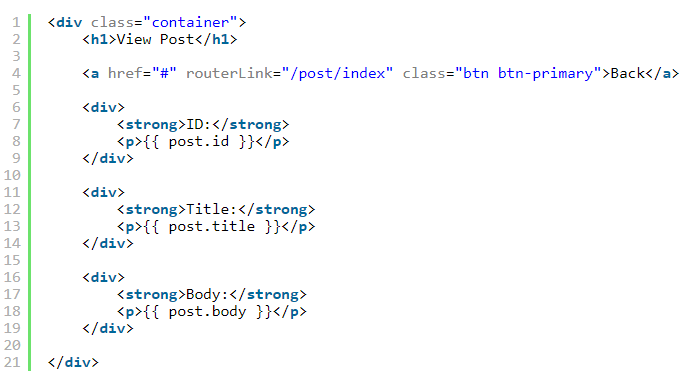 1 <div class="container">
2     <h1>View Post</h1>
3
4     <a href="#" routerLink="/post/index" class="btn btn-primary">Back</a>
5
6     <div>
7         <strong>ID:</strong>
8         <p>{{ post.id }}</p>
9     </div>
10
11     <div>
12         <strong>Title:</strong>
13         <p>{{ post.title }}</p>
14     </div>
15
16     <div>
17         <strong>Body:</strong>
18         <p>{{ post.body }}</p>
19     </div>
20
21 </div>